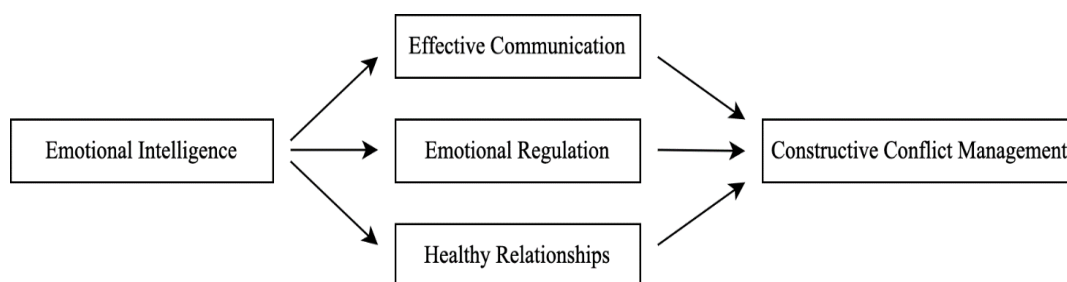 Effective Communication
Emotional Intelligence
Emotional Regulation
Constructive Conflict Management
Healthy Relationships